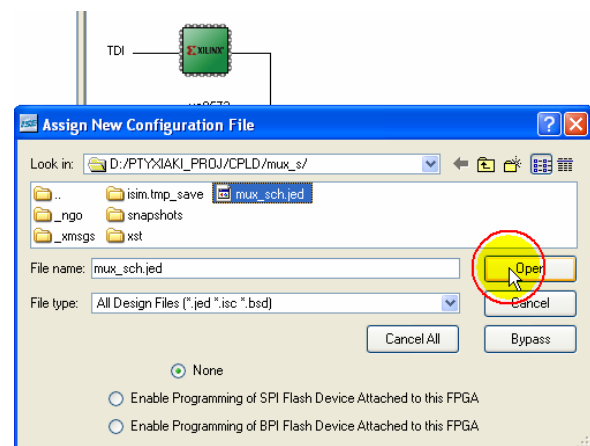 TDI
XILINX
xc9572
ISE Assign New Configuration File
Look in: D:/PTYXIAKI_PROJ/CPLD/mux_s/
.. isim.tmp_save mux_sch.jed
_ngo snapshots
_xmsgs xst
File name: mux_sch.jed Open
File type: All Design Files (*.jed *.isc *.bsd) Cancel
Cancel All Bypass
None
Enable Programming of SPI Flash Device Attached to this FPGA
Enable Programming of BPI Flash Device Attached to this FPGA